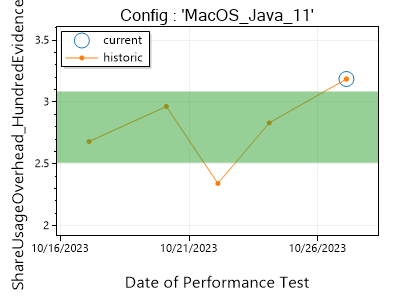 Config : 'MacOS_Java_11'
current
historic
3.5
3
2.5
2
ShareUsageOverhead_HundredEvidence
10/16/2023
10/21/2023
10/26/2023
Date of Performance Test